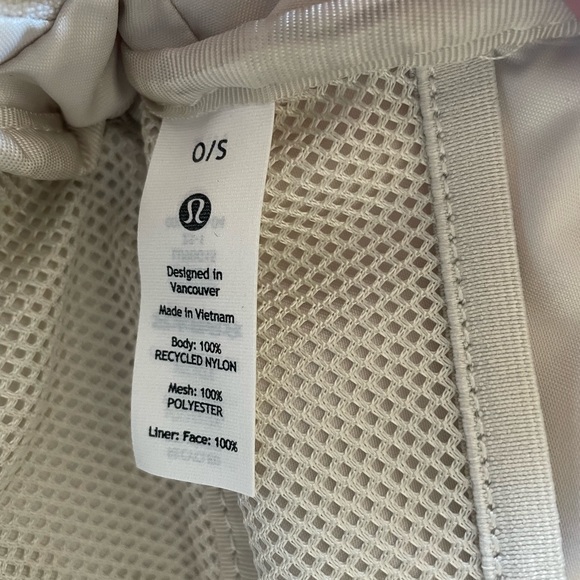 O/S
Designed in
Vancouver
Made in Vietnam
Body: 100%
RECYCLED NYLON
Mesh: 100%
POLYESTER
Liner: Face: 100%